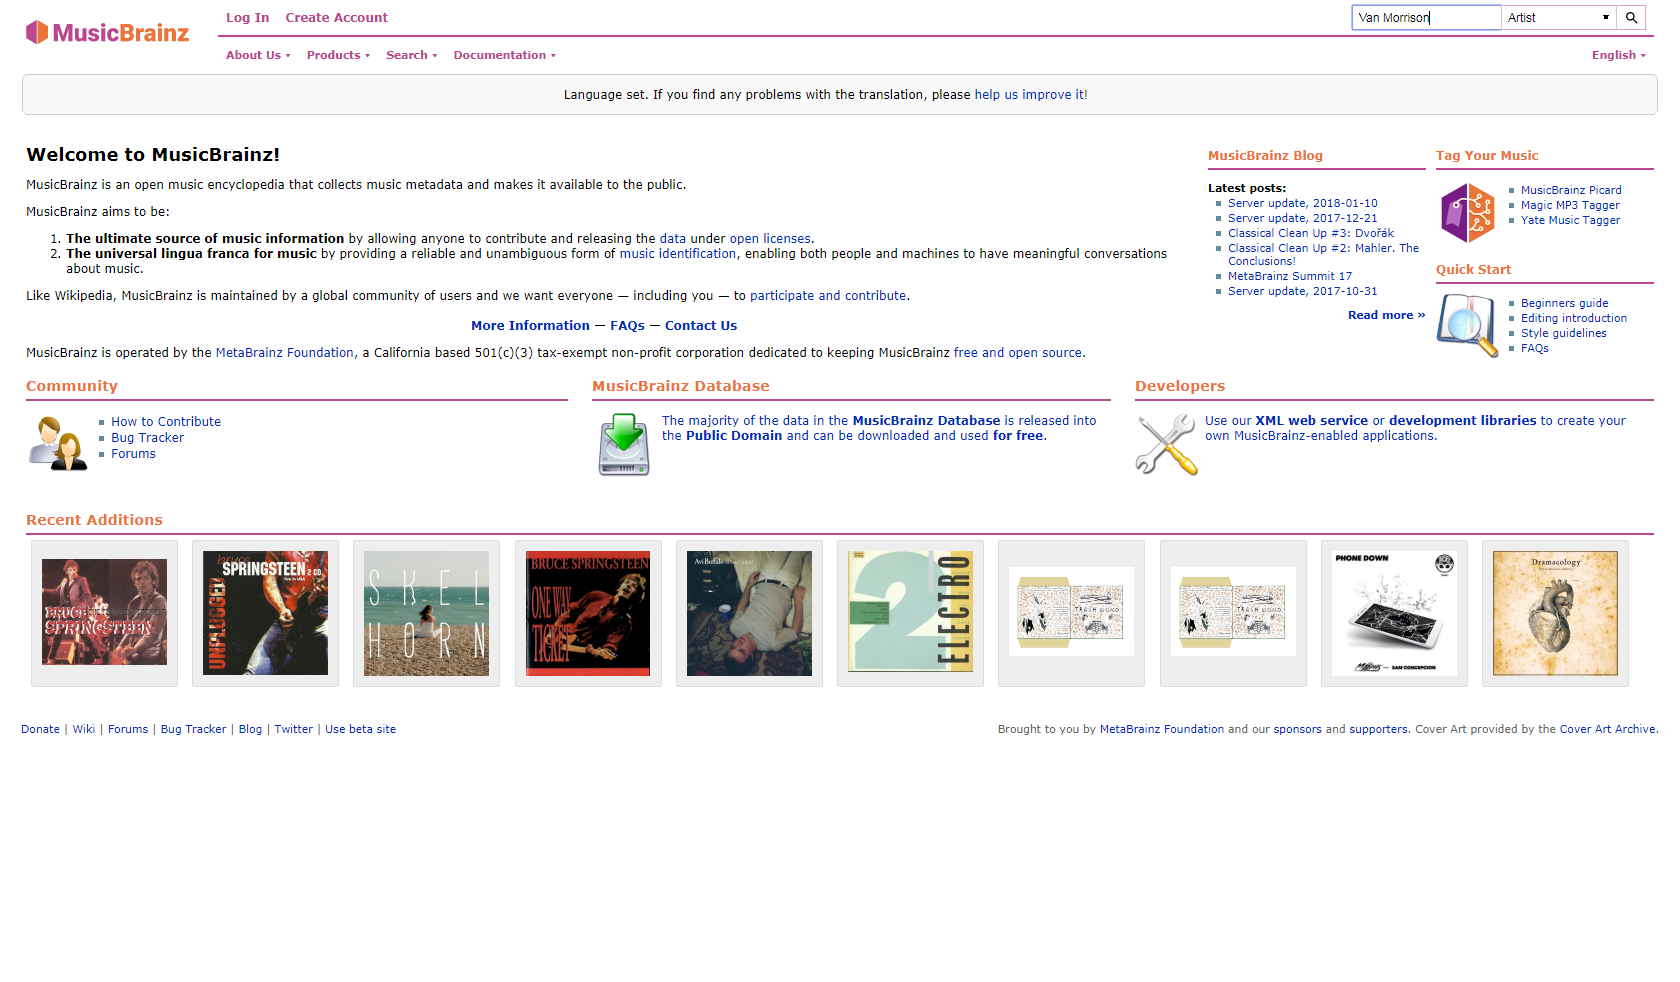 MusicBrainz
Log In Create Account
Van Morrison Artist
About Us Products Search Documentation English
Language set. If you find any problems with the translation, please help us improve it!
Welcome to MusicBrainz!
MusicBrainz is an open music encyclopedia that collects music metadata and makes it available to the public.
MusicBrainz aims to be:
1. The ultimate source of music information by allowing anyone to contribute and releasing the data under open licenses.
2. The universal lingua franca for music by providing a reliable and unambiguous form of music identification, enabling both people and machines to have meaningful conversations
about music.
Like Wikipedia, MusicBrainz is maintained by a global community of users and we want everyone — including you — to participate and contribute.
More Information — FAQs — Contact Us
MusicBrainz is operated by the MetaBrainz Foundation, a California based 501(c)(3) tax-exempt non-profit corporation dedicated to keeping MusicBrainz free and open source.
MusicBrainz Blog
Latest posts:
Server update, 2018-01-10
Server update, 2017-12-21
Classical Clean Up #3: Dvořák
Classical Clean Up #2: Mahler. The
Conclusions!
MetaBrainz Summit 17
Server update, 2017-10-31
Read more »
Tag Your Music
MusicBrainz Picard
Magic MP3 Tagger
Yate Music Tagger
Quick Start
Beginners guide
Editing introduction
Style guidelines
FAQs
Community
How to Contribute
Bug Tracker
Forums
MusicBrainz Database
The majority of the data in the MusicBrainz Database is released into
the Public Domain and can be downloaded and used for free.
Developers
Use our XML web service or development libraries to create your
own MusicBrainz-enabled applications.
Recent Additions
BRUCE
SPRINGSTEEN
bruce
SPRINGSTEEN
2 CD
live in USA
UNPLUGGED
SKEL
HORN
BRUCE SPRINGSTEEN
ONE WAY
TICKET
Avi Buffalo
2
ELECTRO
PHONE DOWN
SAM CONCEPCION
Dramacology
Donate | Wiki | Forums | Bug Tracker | Blog | Twitter | Use beta site
Brought to you by MetaBrainz Foundation and our sponsors and supporters. Cover Art provided by the Cover Art Archive.